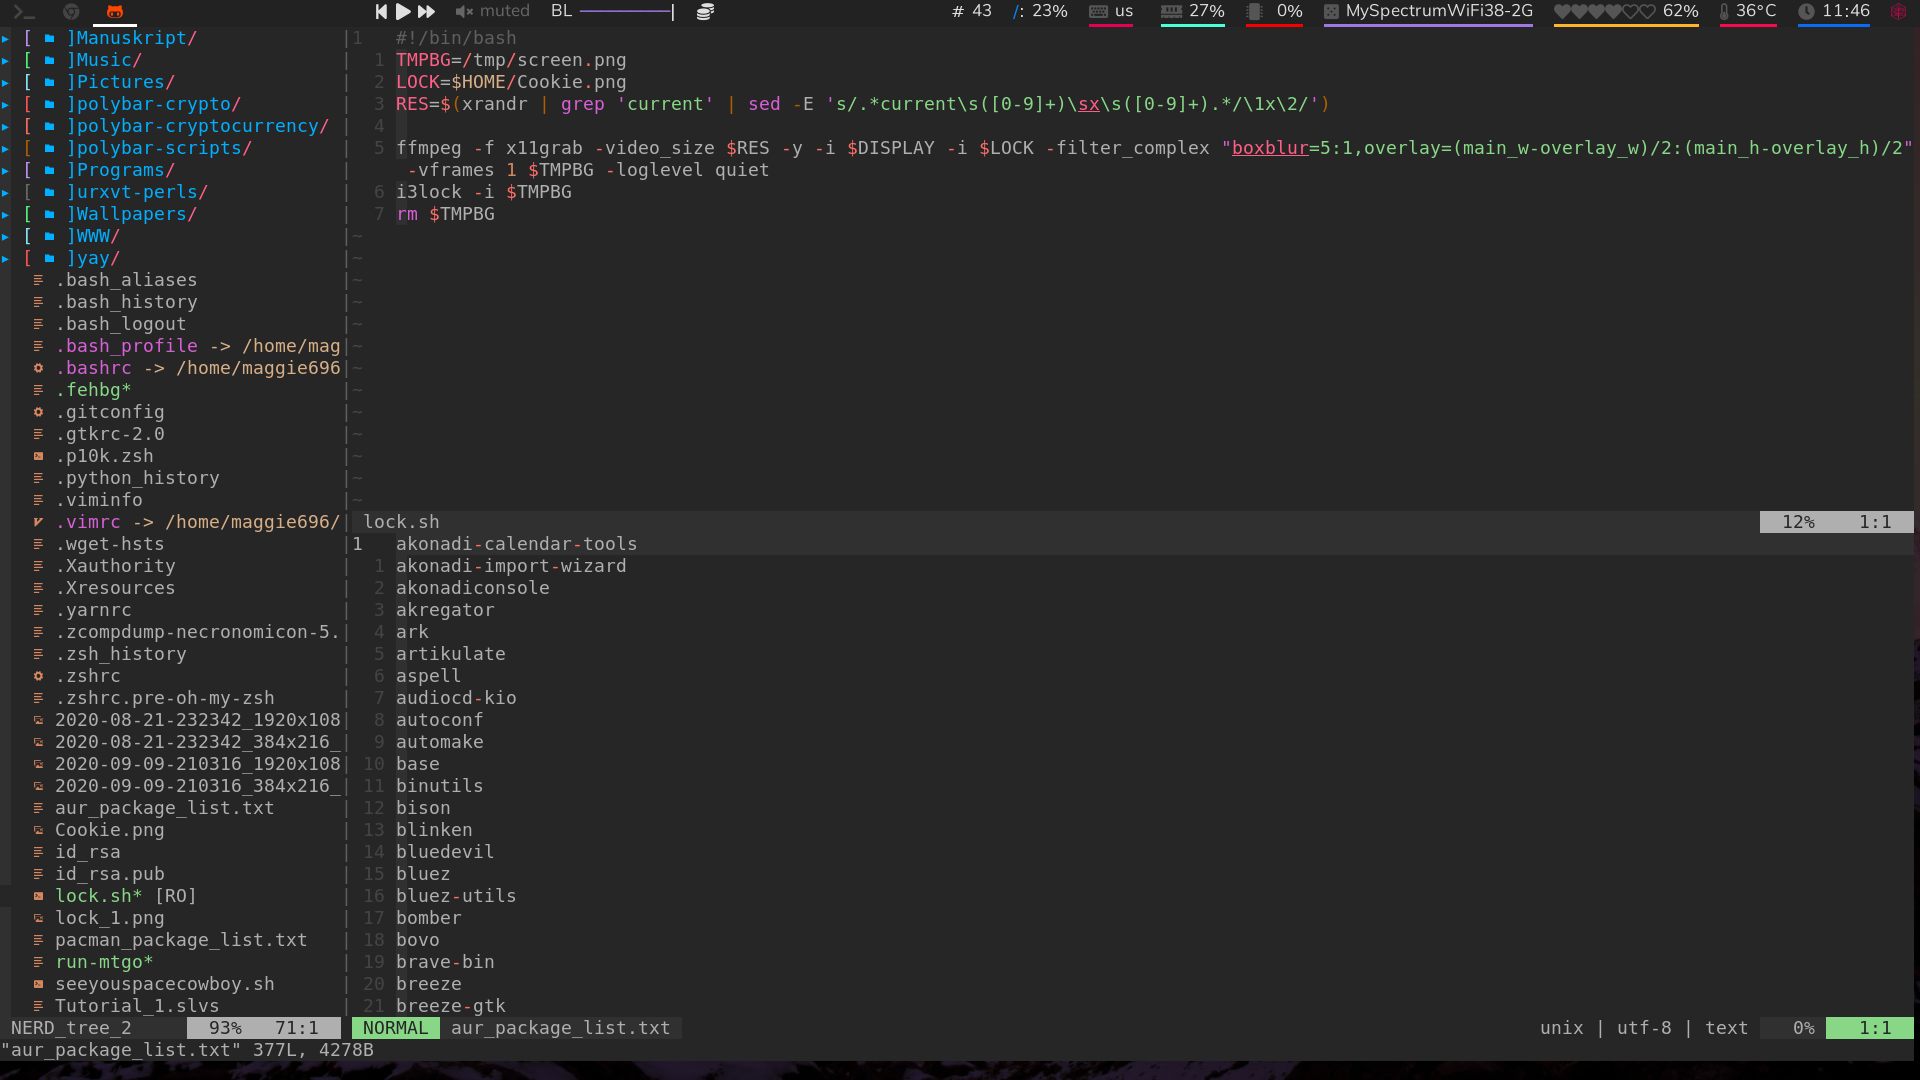 muted BL # 43 /: 23% us 27% 0% MySpectrumWiFi38-2G 62% 36°C 11:46
▸ [ ]Manuskript/
▸ [ ]Music/
▸ [ ]Pictures/
▸ [ ]polybar-crypto/
▸ [ ]polybar-cryptocurrency/
▸ [ ]polybar-scripts/
▸ [ ]Programs/
▸ [ ]urxvt-perls/
▸ [ ]Wallpapers/
▸ [ ]WWW/
▸ [ ]yay/
.bash_aliases
.bash_history
.bash_logout
.bash_profile -> /home/mag
.bashrc -> /home/maggie696
.fehbg*
.gitconfig
.gtkrc-2.0
.p10k.zsh
.python_history
.viminfo
.vimrc -> /home/maggie696/
.wget-hsts
.Xauthority
.Xresources
.yarnrc
.zcompdump-necronomicon-5.
.zsh_history
.zshrc
.zshrc.pre-oh-my-zsh
2020-08-21-232342_1920x108
2020-08-21-232342_384x216_
2020-09-09-210316_1920x108
2020-09-09-210316_384x216_
aur_package_list.txt
Cookie.png
id_rsa
id_rsa.pub
lock.sh* [RO]
lock_1.png
pacman_package_list.txt
run-mtgo*
seeyouspacecowboy.sh
Tutorial_1.slvs
NERD_tree_2 93% 71:1
1 #!/bin/bash
1 TMPBG=/tmp/screen.png
2 LOCK=$HOME/Cookie.png
3 RES=$(xrandr | grep 'current' | sed -E 's/.*current\s([0-9]+)\sx\s([0-9]+).*/\1x\2/')
4
5 ffmpeg -f x11grab -video_size $RES -y -i $DISPLAY -i $LOCK -filter_complex "boxblur=5:1,overlay=(main_w-overlay_w)/2:(main_h-overlay_h)/2"
-vframes 1 $TMPBG -loglevel quiet
6 i3lock -i $TMPBG
7 rm $TMPBG
~
~
~
~
~
~
~
~
~
~
~
~
~
lock.sh 12% 1:1
1 akonadi-calendar-tools
1 akonadi-import-wizard
2 akonadiconsole
3 akregator
4 ark
5 artikulate
6 aspell
7 audiocd-kio
8 autoconf
9 automake
10 base
11 binutils
12 bison
13 blinken
14 bluedevil
15 bluez
16 bluez-utils
17 bomber
18 bovo
19 brave-bin
20 breeze
21 breeze-gtk
NORMAL aur_package_list.txt unix | utf-8 | text 0% 1:1
"aur_package_list.txt" 377L, 4278B